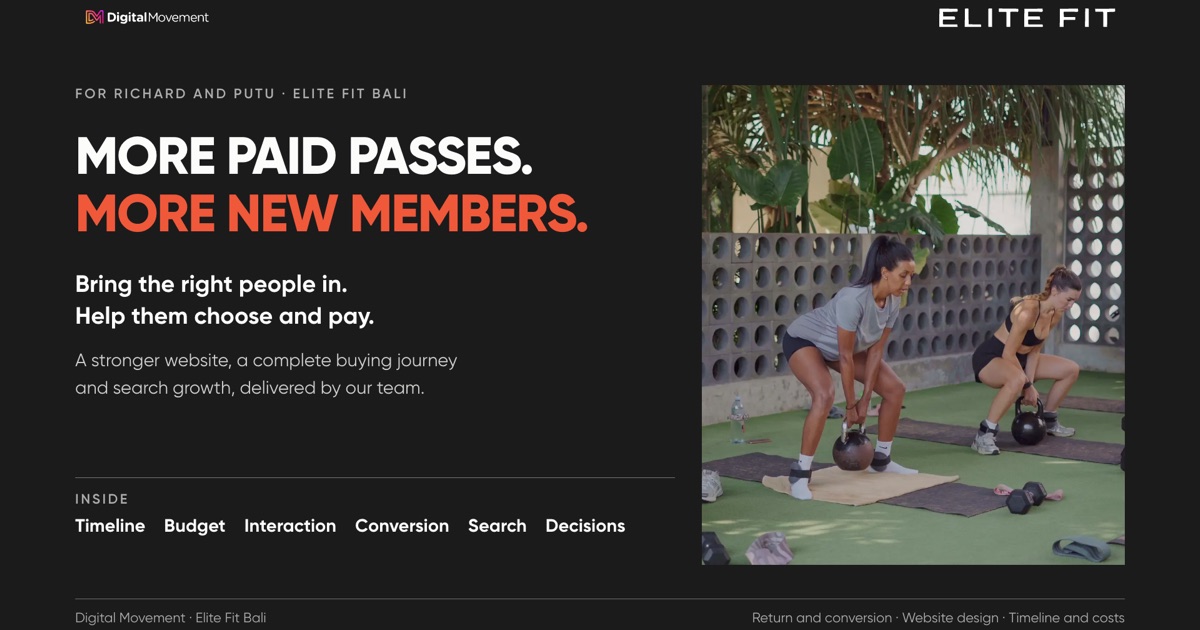 DigitalMovement
ELITE FIT
FOR RICHARD AND PUTU · ELITE FIT BALI
MORE PAID PASSES.
MORE NEW MEMBERS.
Bring the right people in.
Help them choose and pay.
A stronger website, a complete buying journey
and search growth, delivered by our team.
INSIDE
Timeline Budget Interaction Conversion Search Decisions
Digital Movement · Elite Fit Bali
Return and conversion · Website design · Timeline and costs